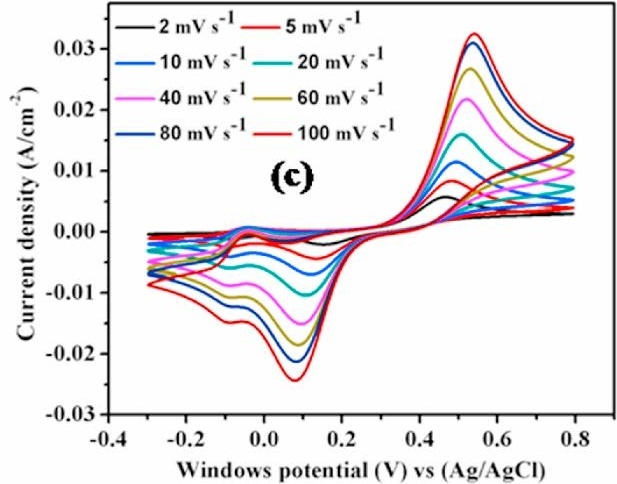 2 mV s⁻¹ 5 mV s⁻¹
10 mV s⁻¹ 20 mV s⁻¹
40 mV s⁻¹ 60 mV s⁻¹
80 mV s⁻¹ 100 mV s⁻¹
(c)
Current density (A/cm⁻²)
0.03
0.02
0.01
0.00
-0.01
-0.02
-0.03
-0.4 -0.2 0.0 0.2 0.4 0.6 0.8
Windows potential (V) vs (Ag/AgCl)